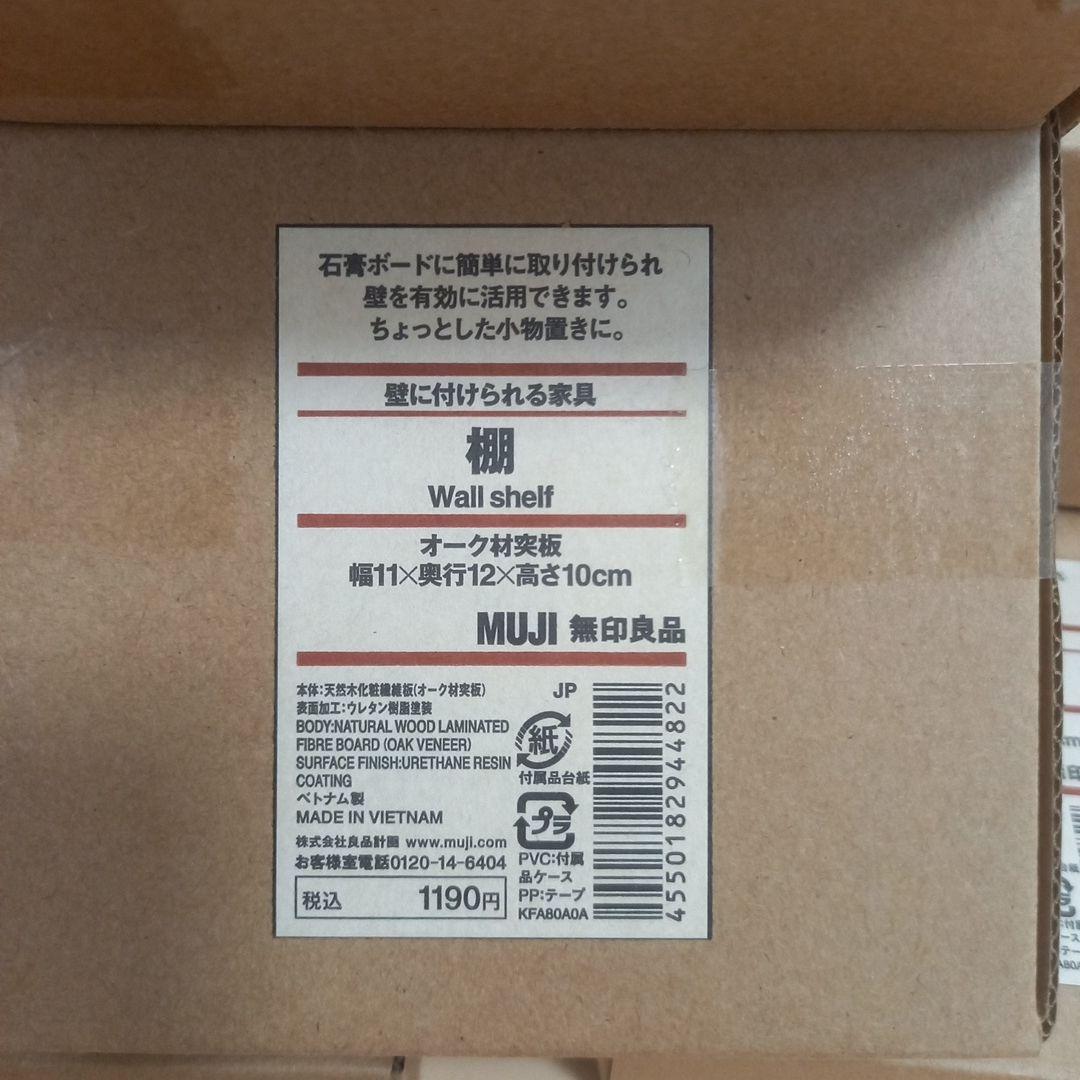 石膏ボードに簡単に取り付けられ
壁を有効に活用できます。
ちょっとした小物置きに。
壁に付けられる家具
棚
Wall shelf
オーク材突板
幅11×奥行12×高さ10cm
MUJI 無印良品
本体:天然木化粧繊維板(オーク材突板)
表面加工:ウレタン樹脂塗装
BODY:NATURAL WOOD LAMINATED
FIBRE BOARD (OAK VENEER)
SURFACE FINISH:URETHANE RESIN
COATING
ベトナム製
MADE IN VIETNAM
株式会社良品計画 www.muji.com
お客様室電話0120-14-6404
税込 1190円
JP
紙
付属品台紙
プラ
PVC:付属
品ケース
PP:テープ
KFA80A0A
4550182944822